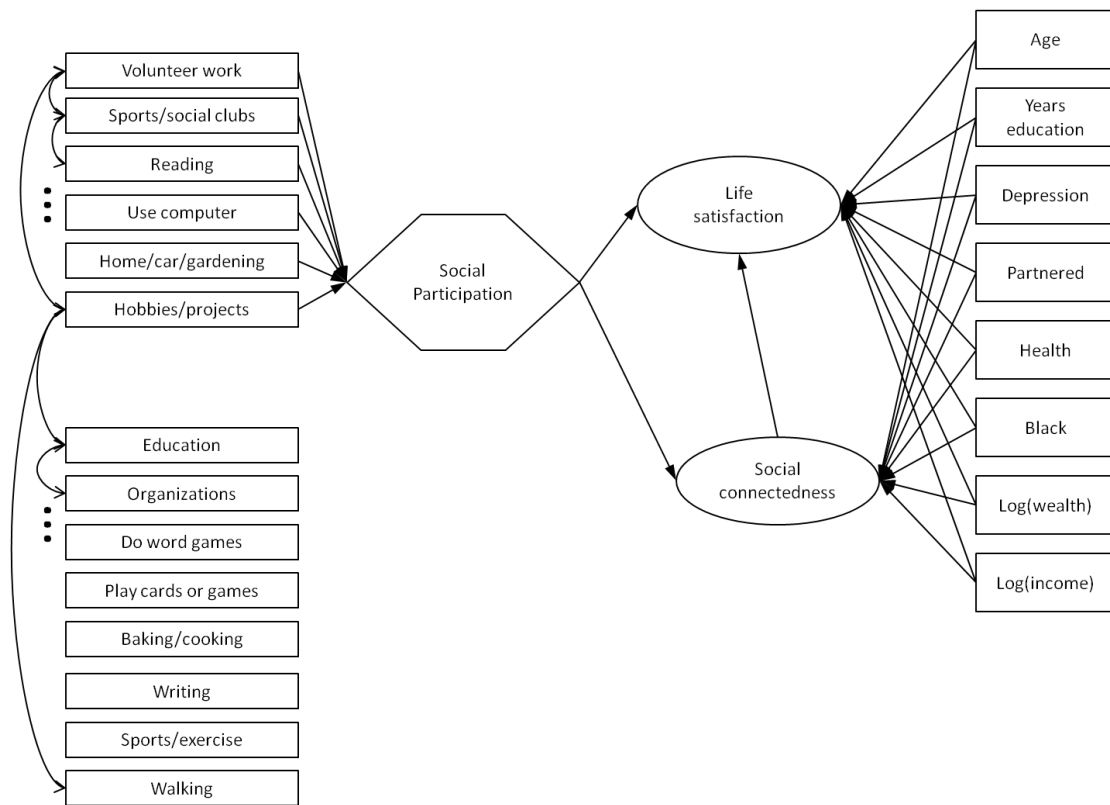 Volunteer work
Sports/social clubs
Reading
Use computer
Home/car/gardening
Hobbies/projects
Education
Organizations
Do word games
Play cards or games
Baking/cooking
Writing
Sports/exercise
Walking
Social
Participation
Life
satisfaction
Social
connectedness
Age
Years
education
Depression
Partnered
Health
Black
Log(wealth)
Log(income)